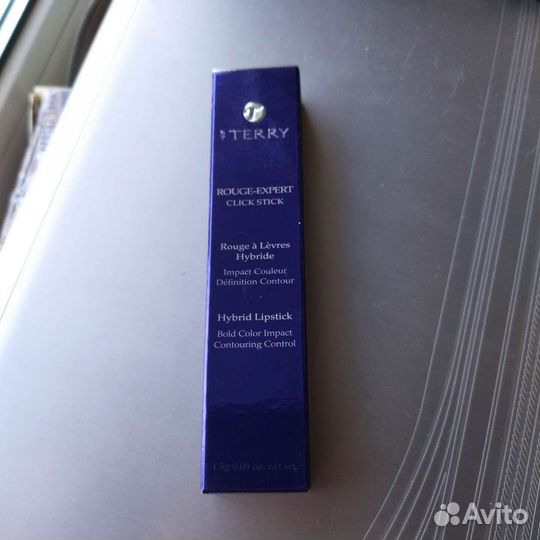 BY TERRY
ROUGE-EXPERT
CLICK STICK
Rouge à Lèvres
Hybride
Impact Couleur
Définition Contour
Hybrid Lipstick
Bold Color Impact
Contouring Control
1.5g 0.05 oz. net wt.
Avito